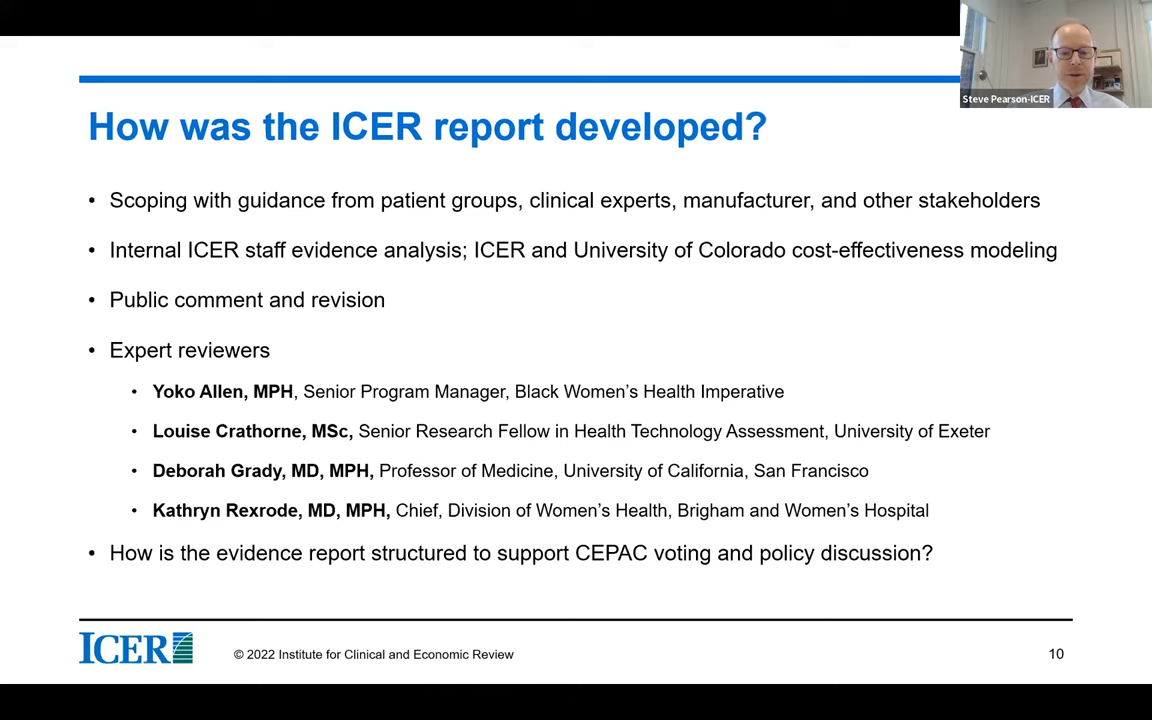 Steve Pearson-ICER
How was the ICER report developed?
• Scoping with guidance from patient groups, clinical experts, manufacturer, and other stakeholders
• Internal ICER staff evidence analysis; ICER and University of Colorado cost-effectiveness modeling
• Public comment and revision
• Expert reviewers
• Yoko Allen, MPH, Senior Program Manager, Black Women’s Health Imperative
• Louise Crathorne, MSc, Senior Research Fellow in Health Technology Assessment, University of Exeter
• Deborah Grady, MD, MPH, Professor of Medicine, University of California, San Francisco
• Kathryn Rexrode, MD, MPH, Chief, Division of Women’s Health, Brigham and Women’s Hospital
• How is the evidence report structured to support CEPAC voting and policy discussion?
ICER
© 2022 Institute for Clinical and Economic Review
10